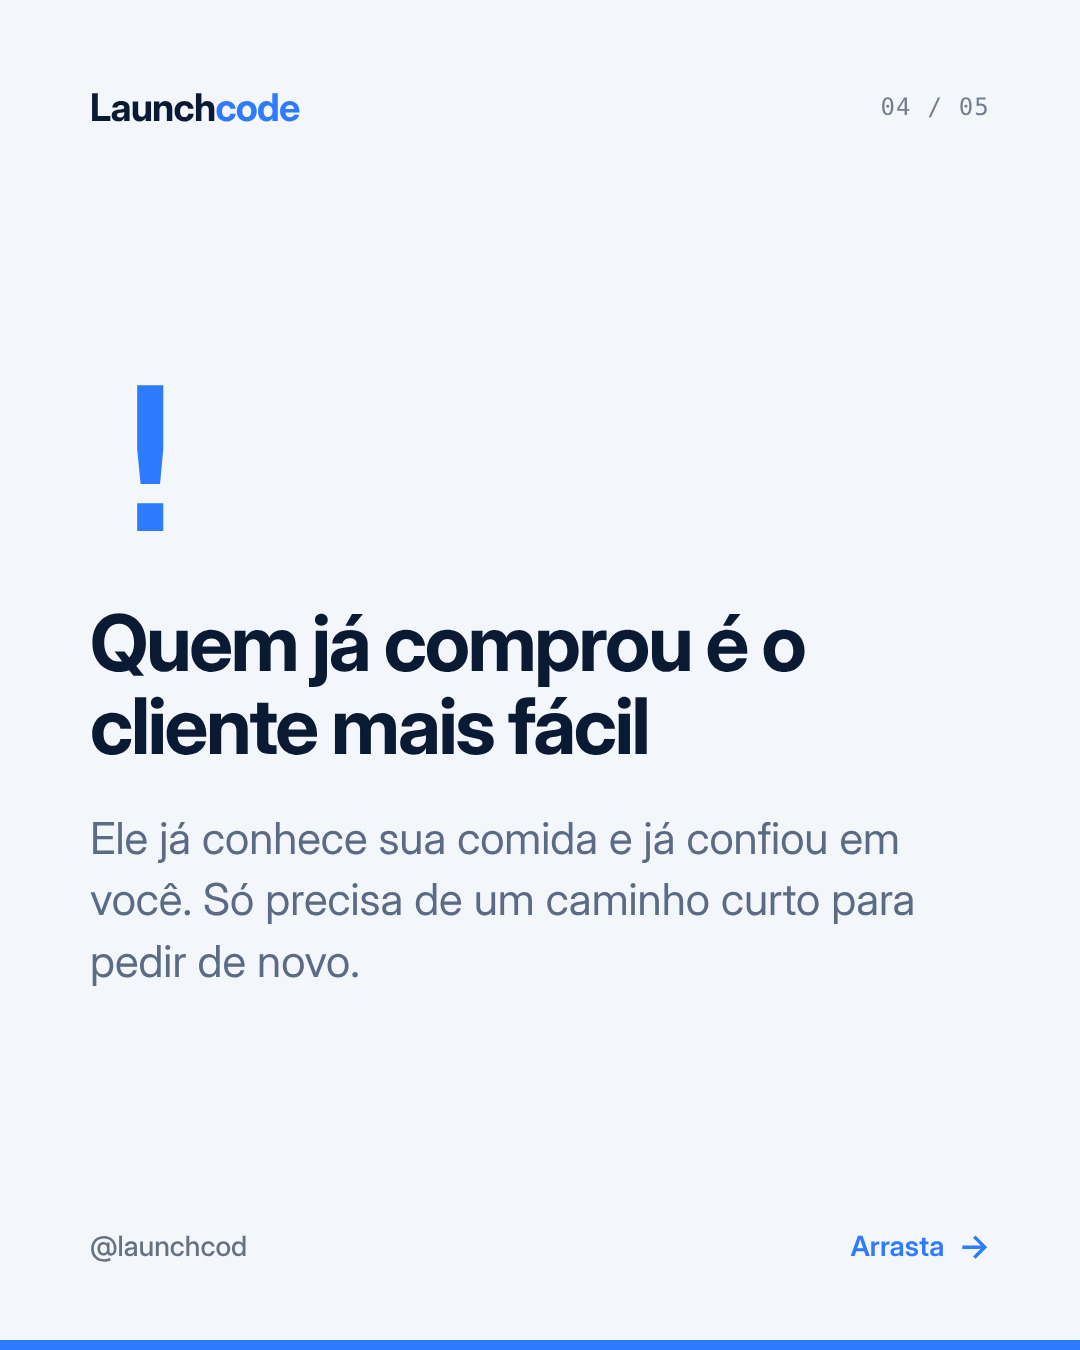 Launchcode
04 / 05
!
Quem já comprou é o
cliente mais fácil
Ele já conhece sua comida e já confiou em
você. Só precisa de um caminho curto para
pedir de novo.
@launchcod
Arrasta →